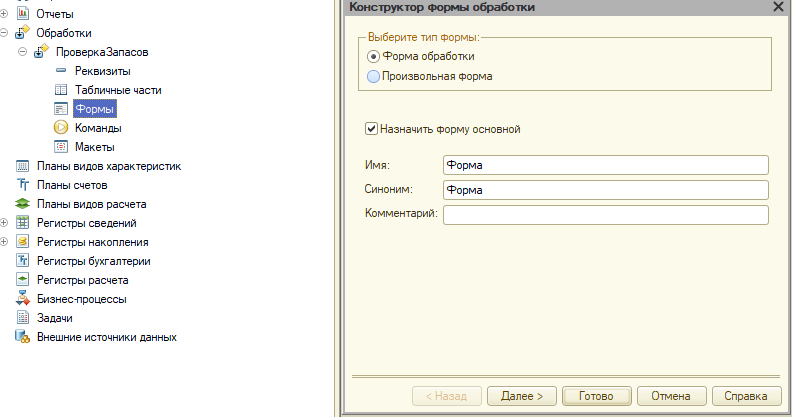 Отчеты
Обработки
ПроверкаЗапасов
Реквизиты
Табличные части
Формы
Команды
Макеты
Планы видов характеристик
Планы счетов
Планы видов расчета
Регистры сведений
Регистры накопления
Регистры бухгалтерии
Регистры расчета
Бизнес-процессы
Задачи
Внешние источники данных
Конструктор формы обработки
Выберите тип формы:
Форма обработки
Произвольная форма
Назначить форму основной
Имя: Форма
Синоним: Форма
Комментарий:
< Назад Далее > Готово Отмена Справка